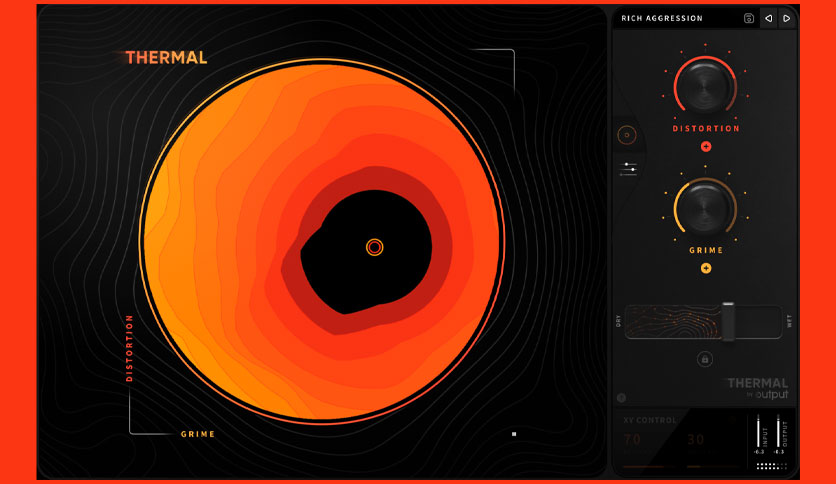 RICH AGGRESSION
THERMAL
DISTORTION
GRIME
DISTORTION
GRIME
DRY
WET
THERMAL
BY output
XY CONTROL
70
30
INPUT
OUTPUT
-6.3
-6.3